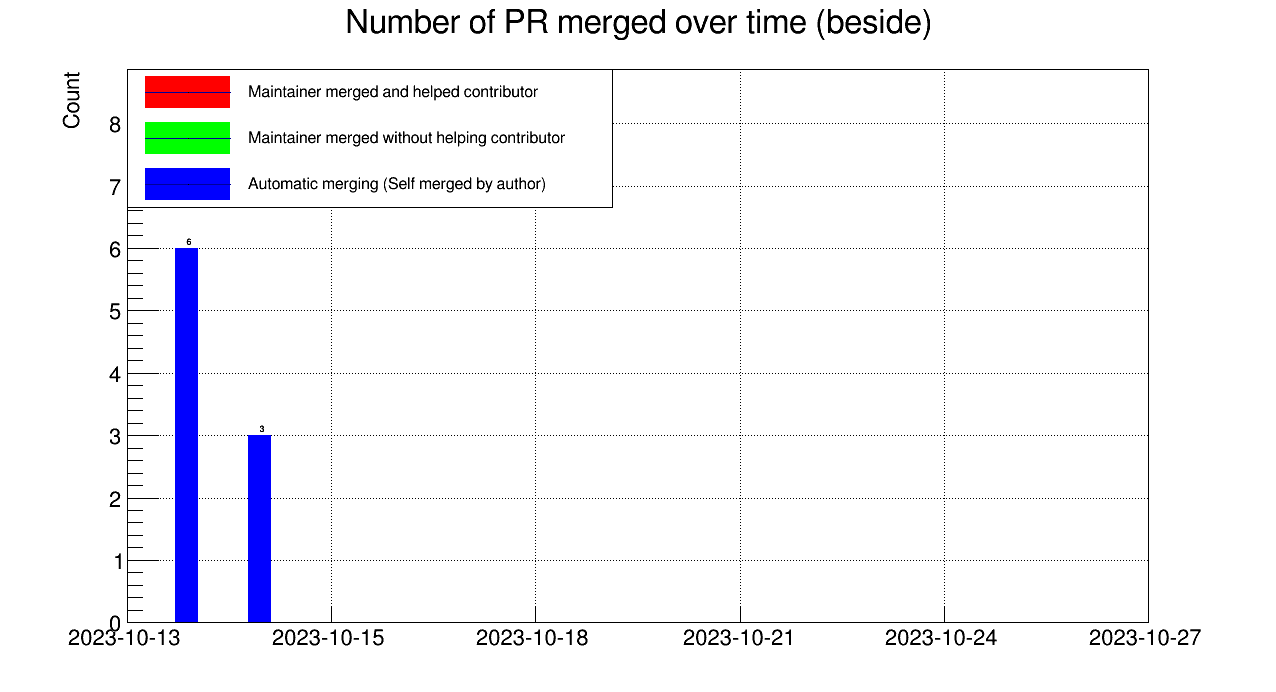 Number of PR merged over time (beside)
Count
Maintainer merged and helped contributor
Maintainer merged without helping contributor
Automatic merging (Self merged by author)
8
7
6
5
4
3
2
1
0
6
3
2023-10-13 2023-10-15 2023-10-18 2023-10-21 2023-10-24 2023-10-27